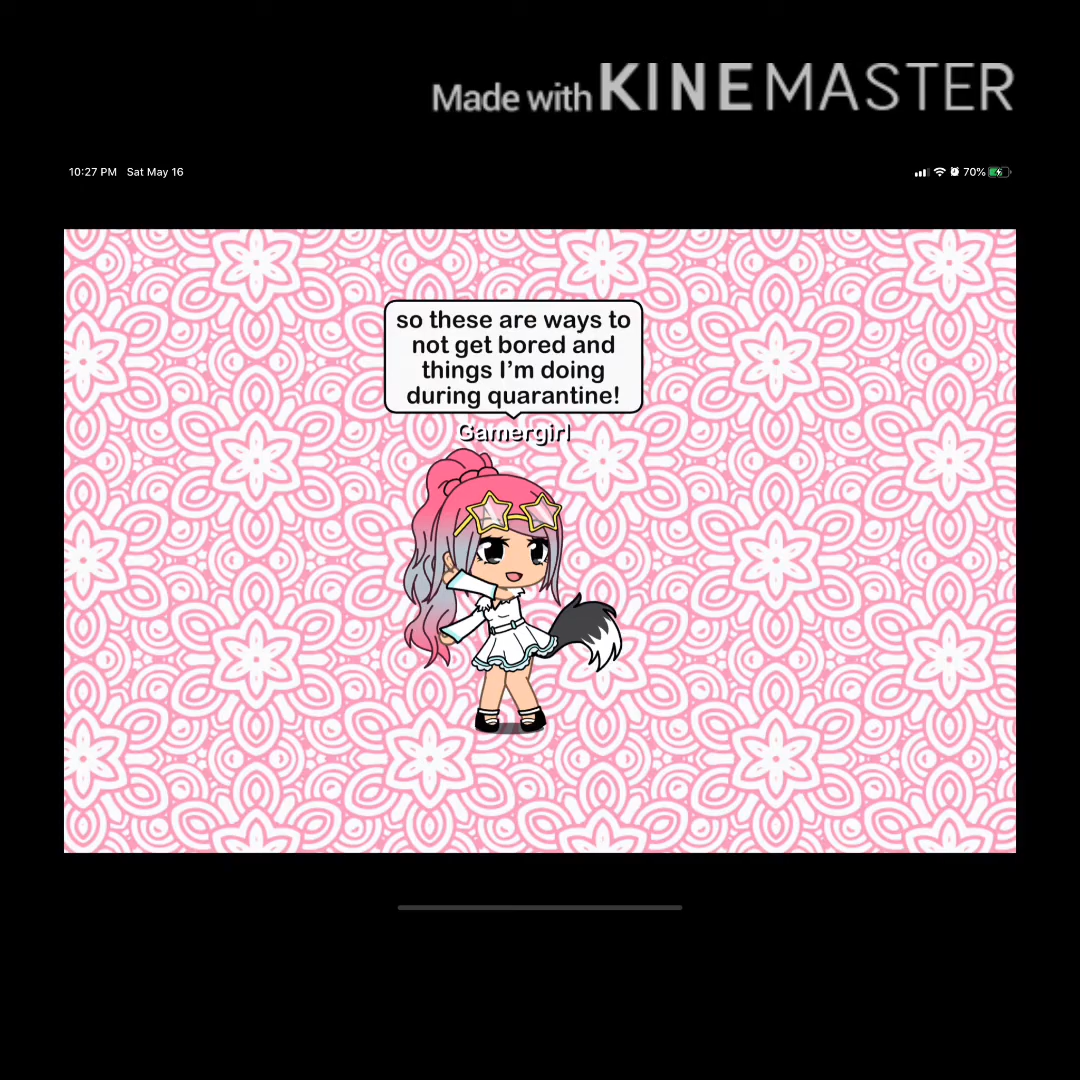 Made with KINEMASTER
10:27 PM Sat May 16 70%
so these are ways to
not get bored and
things I’m doing
during quarantine!
Gamergirl